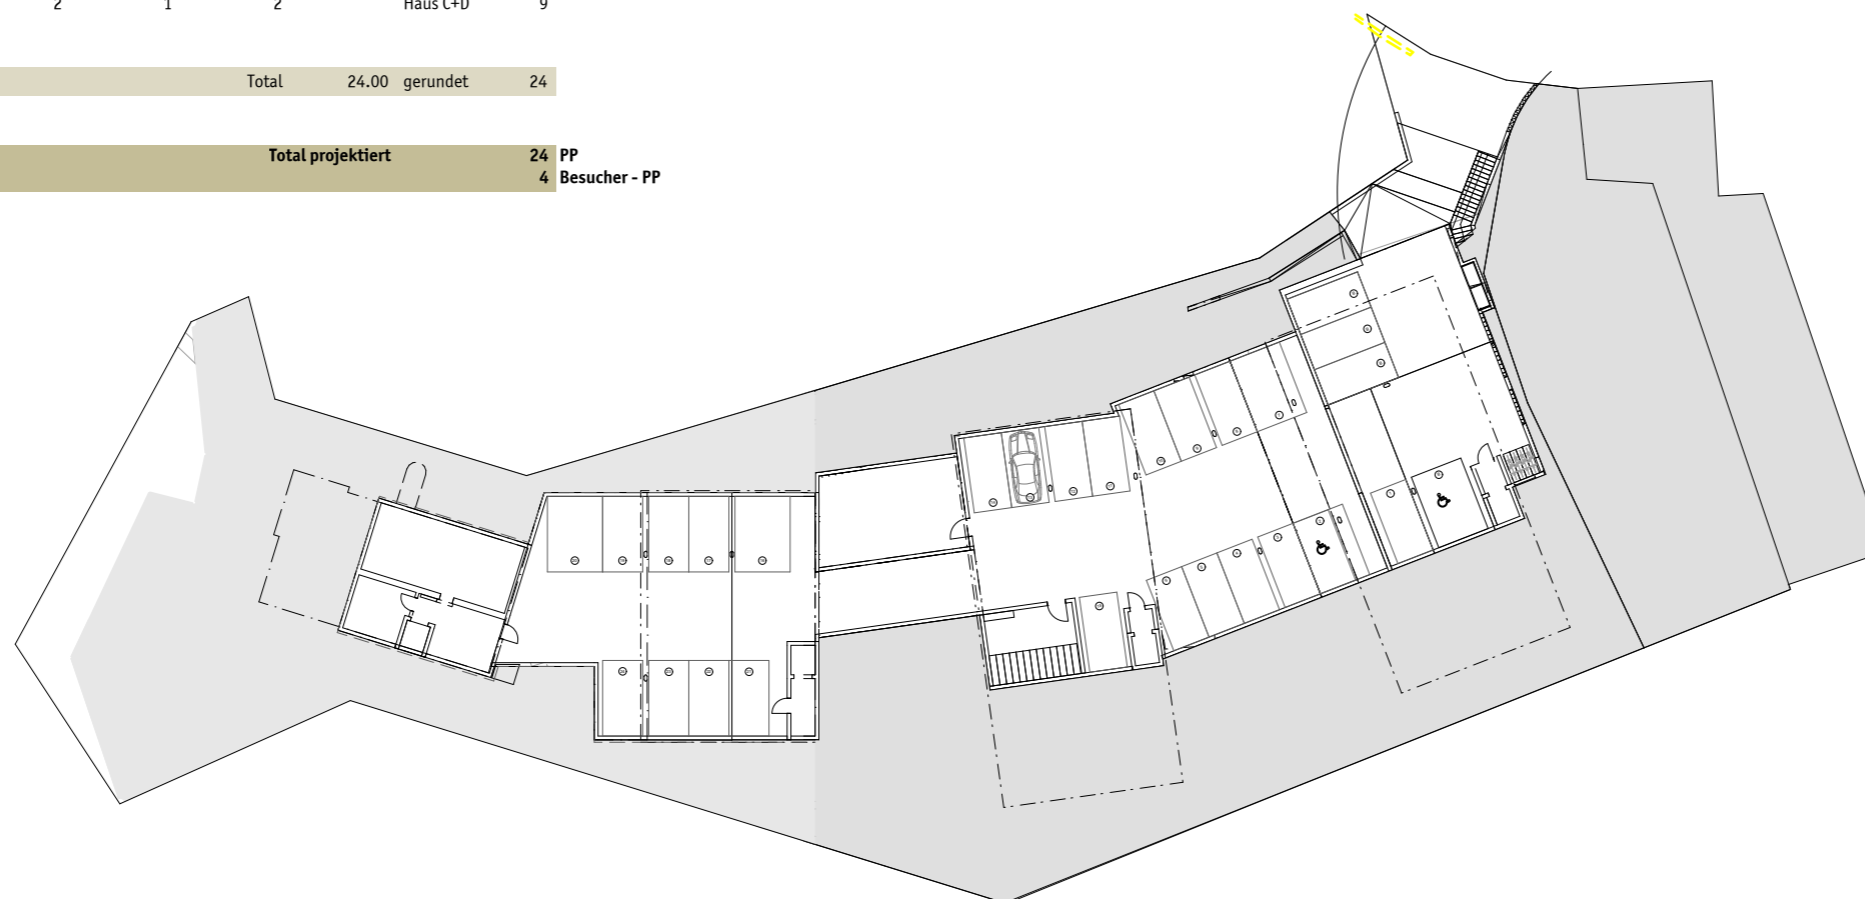 2 1 2 Haus C+D 9
Total 24.00 gerundet 24
Total projektiert 24 PP
4 Besucher - PP